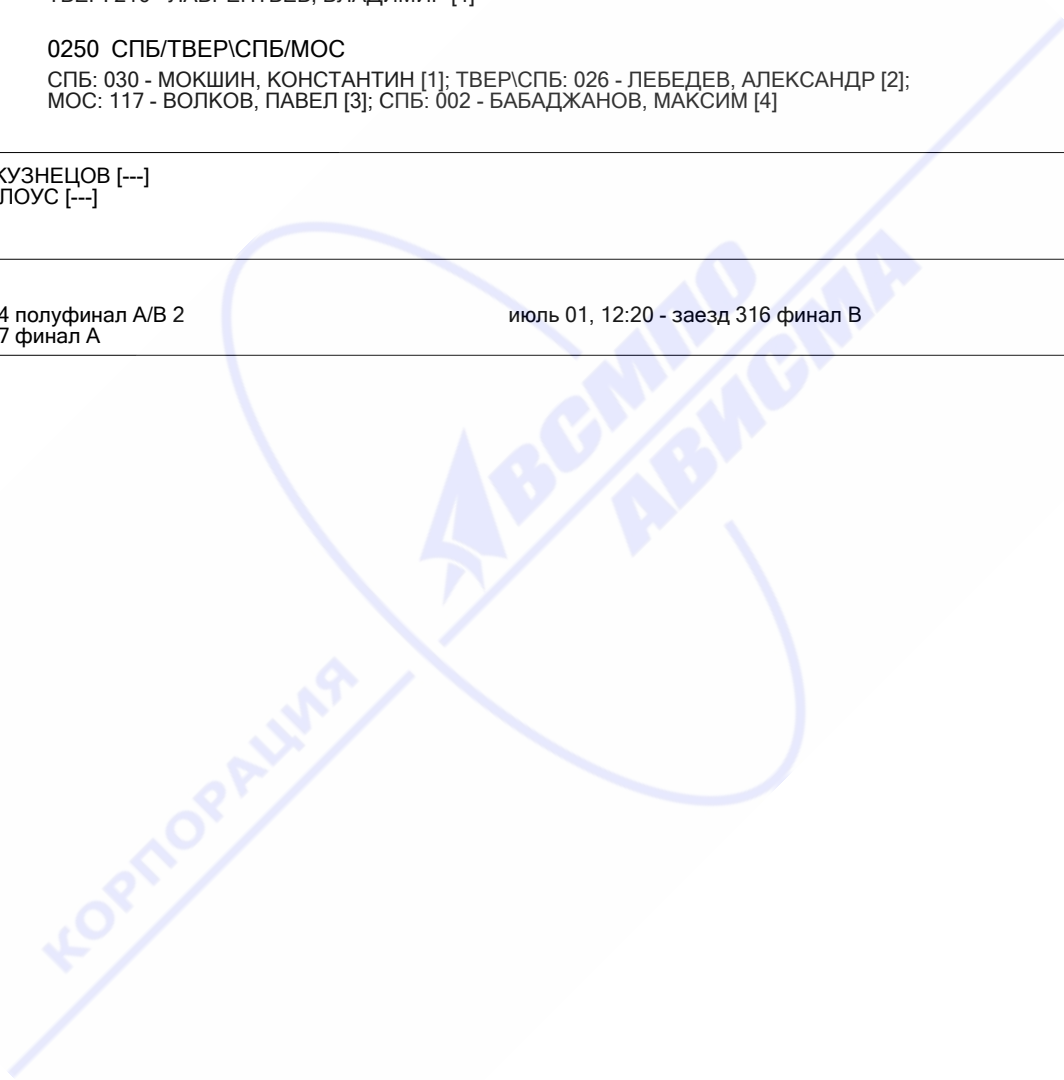 0250 СПБ/ТВЕР\СПБ/МОС
СПБ: 030 - МОКШИН, КОНСТАНТИН [1]; ТВЕР\СПБ: 026 - ЛЕБЕДЕВ, АЛЕКСАНДР [2];
МОС: 117 - ВОЛКОВ, ПАВЕЛ [3]; СПБ: 002 - БАБАДЖАНОВ, МАКСИМ [4]
КУЗНЕЦОВ [---]
ЛОУС [---]
4 полуфинал А/В 2 июль 01, 12:20 - заезд 316 финал В
7 финал А
ВСМПО
АВИСМА
КОРПОРАЦИЯ